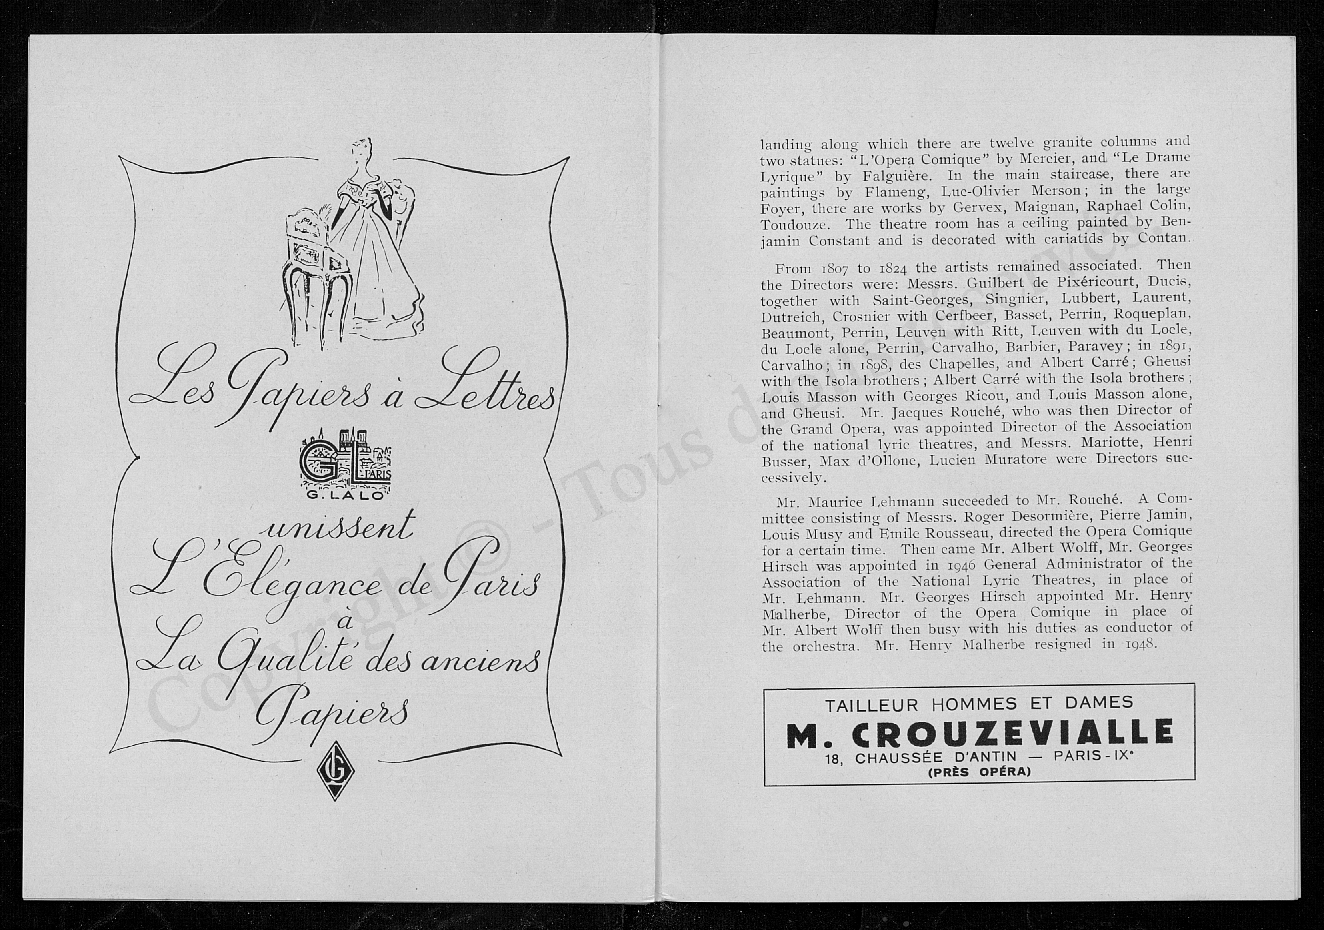 Les Papiers à Lettres
GL
PARIS
G. LALO
unissent
L'Elégance de Paris
à
La Qualité des anciens
Papiers
GL
landing along which there are twelve granite columns and
two statues: "L'Opera Comique" by Mercier, and "Le Drame
Lyrique" by Falguière. In the main staircase, there are
paintings by Flameng, Luc-Olivier Merson; in the large
Foyer, there are works by Gervex, Maignan, Raphael Colin,
Toudouze. The theatre room has a ceiling painted by Ben-
jamin Constant and is decorated with cariatids by Contan.
From 1807 to 1824 the artists remained associated. Then
the Directors were: Messrs. Guilbert de Pixéricourt, Ducis,
together with Saint-Georges, Singnier, Lubbert, Laurent,
Dutreich, Crosnier with Cerfbeer, Basset, Perrin, Roqueplan,
Beaumont, Perrin, Leuven with Ritt, Leuven with du Locle,
du Locle alone, Perrin, Carvalho, Barbier, Paravey; in 1891,
Carvalho; in 1898, des Chapelles, and Albert Carré; Gheusi
with the Isola brothers; Albert Carré with the Isola brothers;
Louis Masson with Georges Ricou, and Louis Masson alone,
and Gheusi. Mr. Jacques Rouché, who was then Director of
the Grand Opera, was appointed Director of the Association
of the national lyric theatres, and Messrs. Mariotte, Henri
Busser, Max d'Ollone, Lucien Muratore were Directors suc-
cessively.
Mr. Maurice Lehmann succeeded to Mr. Rouché. A Com-
mittee consisting of Messrs. Roger Desormière, Pierre Jamin,
Louis Musy and Emile Rousseau, directed the Opera Comique
for a certain time. Then came Mr. Albert Wolff, Mr. Georges
Hirsch was appointed in 1946 General Administrator of the
Association of the National Lyric Theatres, in place of
Mr. Lehmann. Mr. Georges Hirsch appointed Mr. Henry
Malherbe, Director of the Opera Comique in place of
Mr. Albert Wolff then busy with his duties as conductor of
the orchestra. Mr. Henry Malherbe resigned in 1948.
TAILLEUR HOMMES ET DAMES
M. CROUZEVIALLE
18, CHAUSSÉE D'ANTIN — PARIS-IXe
(PRÈS OPÉRA)
Copyright © - Tous droits réservés